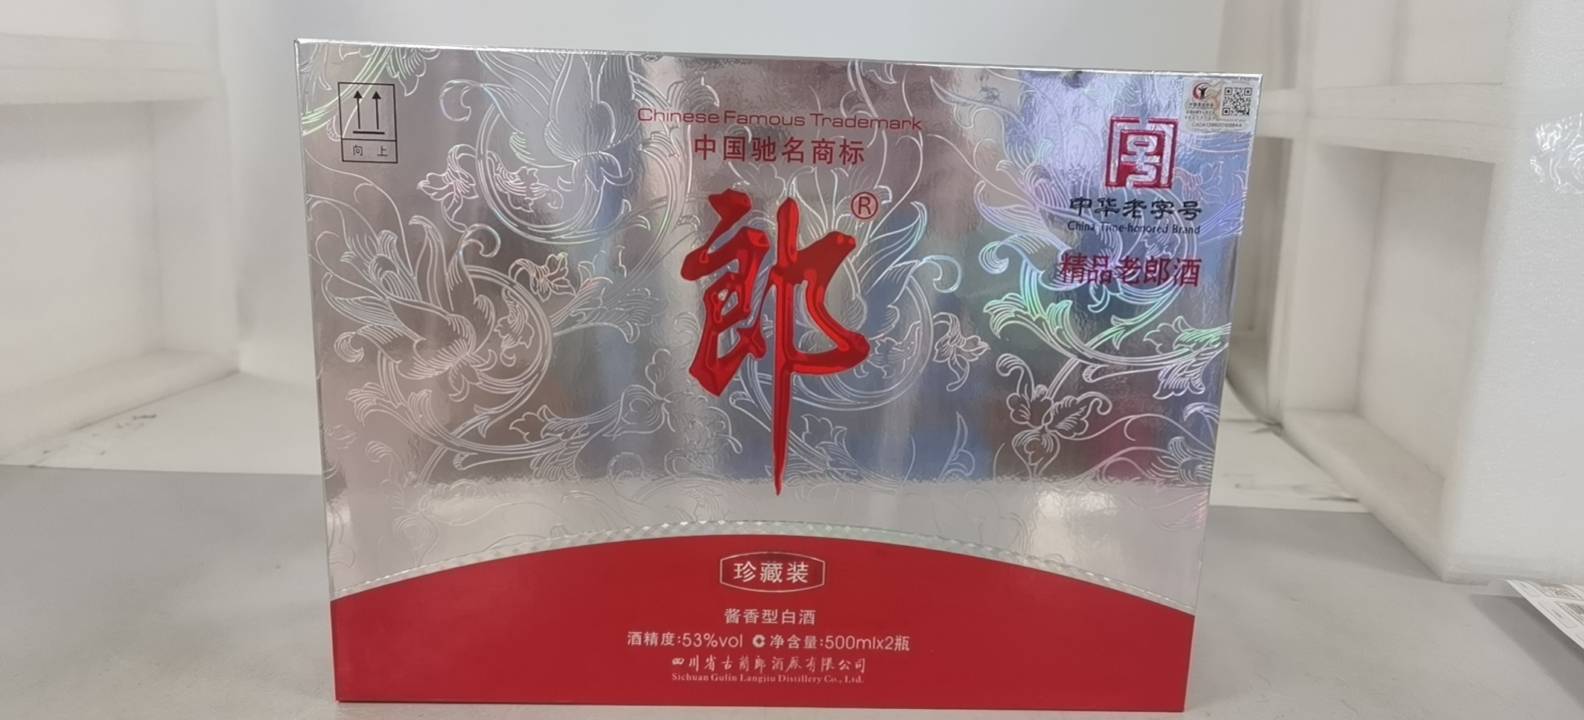 向 上
Chinese Famous Trademark
中国驰名商标
郎®
中华老字号
China Time-honored Brand
精品老郎酒
珍藏装
酱香型白酒
酒精度:53%vol C 净含量:500mlx2瓶
四川省古蔺郎酒厂有限公司
Sichuan Gulin Langjiu Distillery Co., Ltd.